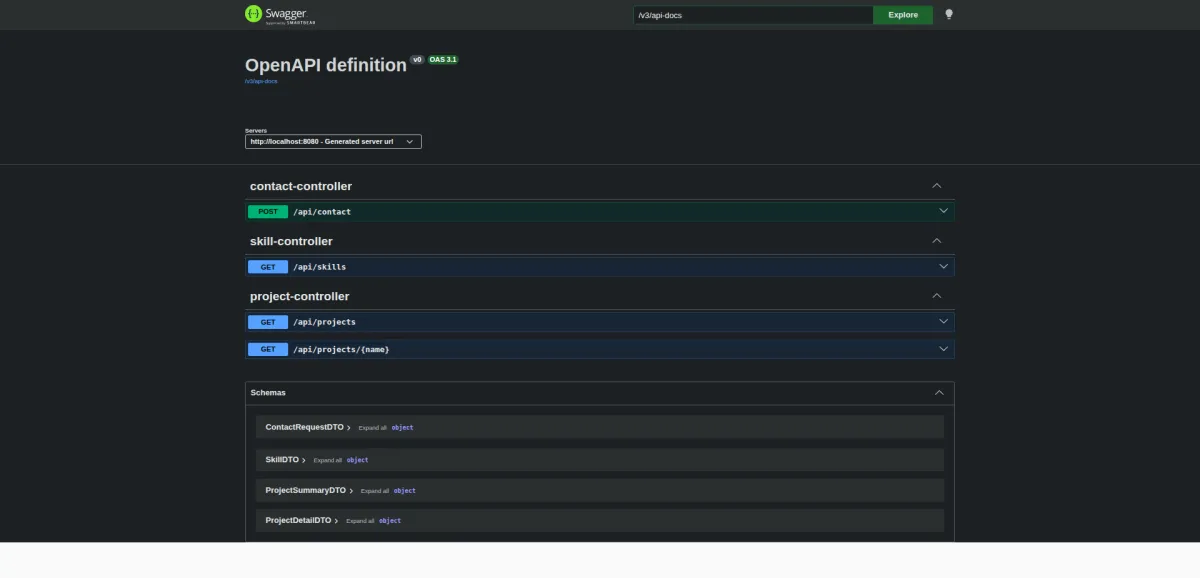 Swagger
Supported by SMARTBEAR
/v3/api-docs
Explore
OpenAPI definition v0 OAS 3.1
/v3/api-docs
Servers
http://localhost:8080 - Generated server url
contact-controller
POST /api/contact
skill-controller
GET /api/skills
project-controller
GET /api/projects
GET /api/projects/{name}
Schemas
ContactRequestDTO Expand all object
SkillDTO Expand all object
ProjectSummaryDTO Expand all object
ProjectDetailDTO Expand all object